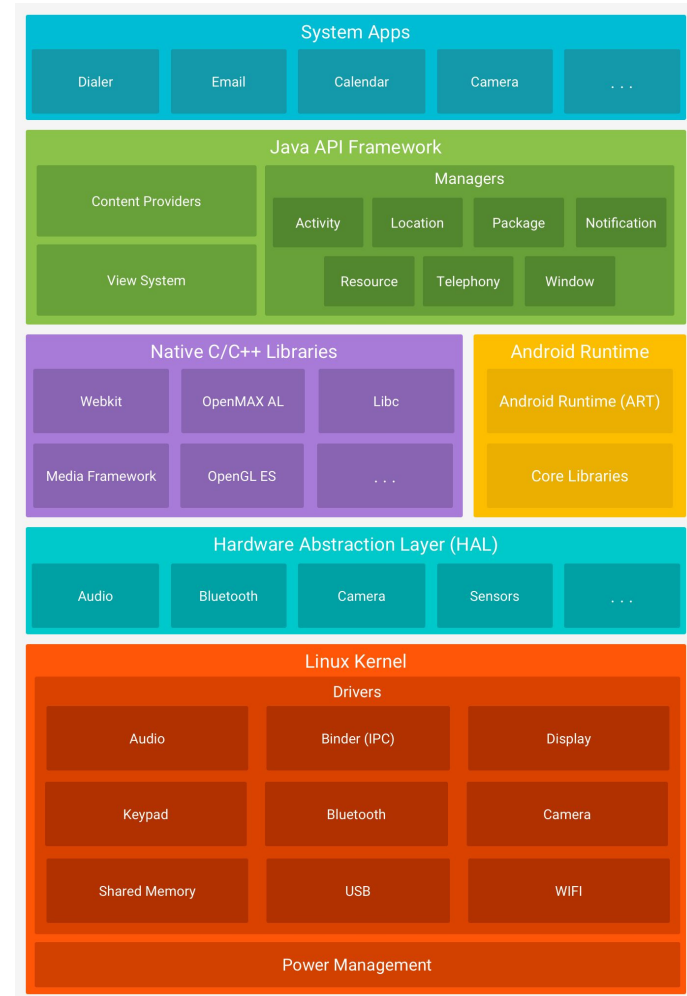 System Apps
Dialer
Email
Calendar
Camera
. . .
Java API Framework
Content Providers
View System
Managers
Activity
Location
Package
Notification
Resource
Telephony
Window
Native C/C++ Libraries
Webkit
OpenMAX AL
Libc
Media Framework
OpenGL ES
. . .
Android Runtime
Android Runtime (ART)
Core Libraries
Hardware Abstraction Layer (HAL)
Audio
Bluetooth
Camera
Sensors
. . .
Linux Kernel
Drivers
Audio
Binder (IPC)
Display
Keypad
Bluetooth
Camera
Shared Memory
USB
WIFI
Power Management